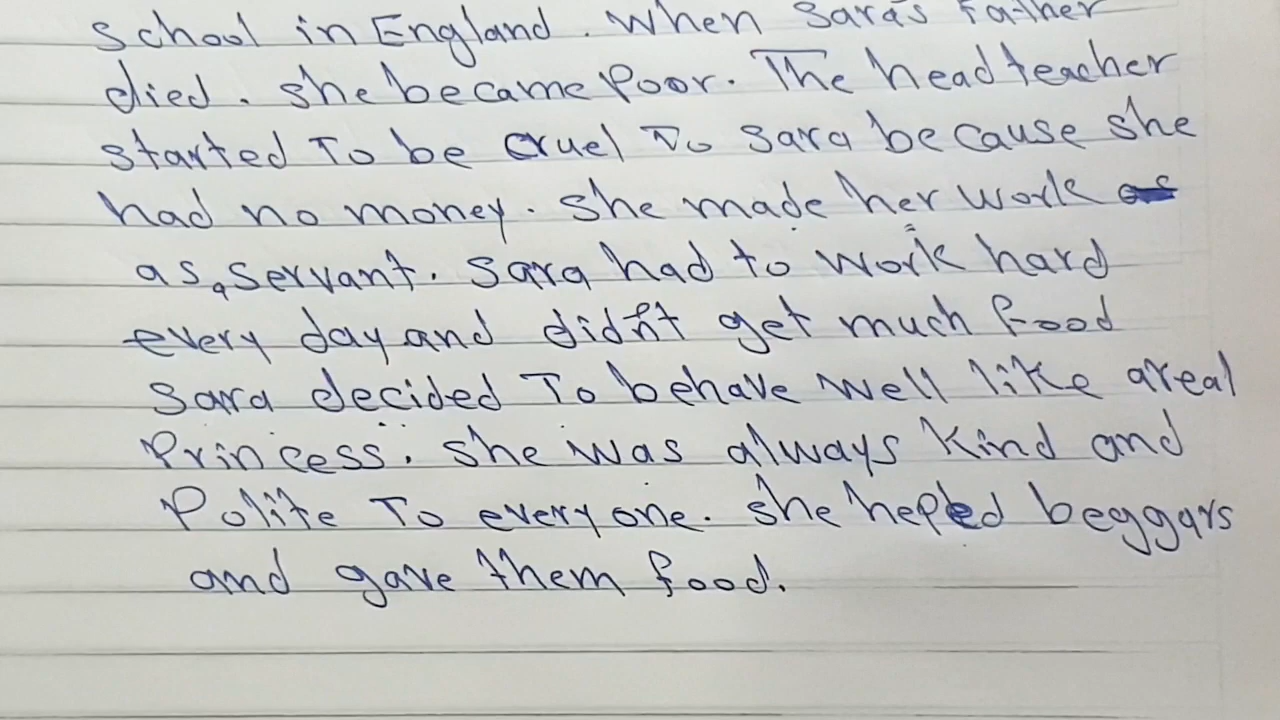 School in England. When Sara's Father
died. she became Poor. The headteacher
started To be cruel To Sara because she
had no money. She made her work
as a servant. Sara had to work hard
every day and didn't get much food
Sara decided To behave well like a real
Princess. She was always kind and
Polite To everyone. She heped beggars
and gave them food.